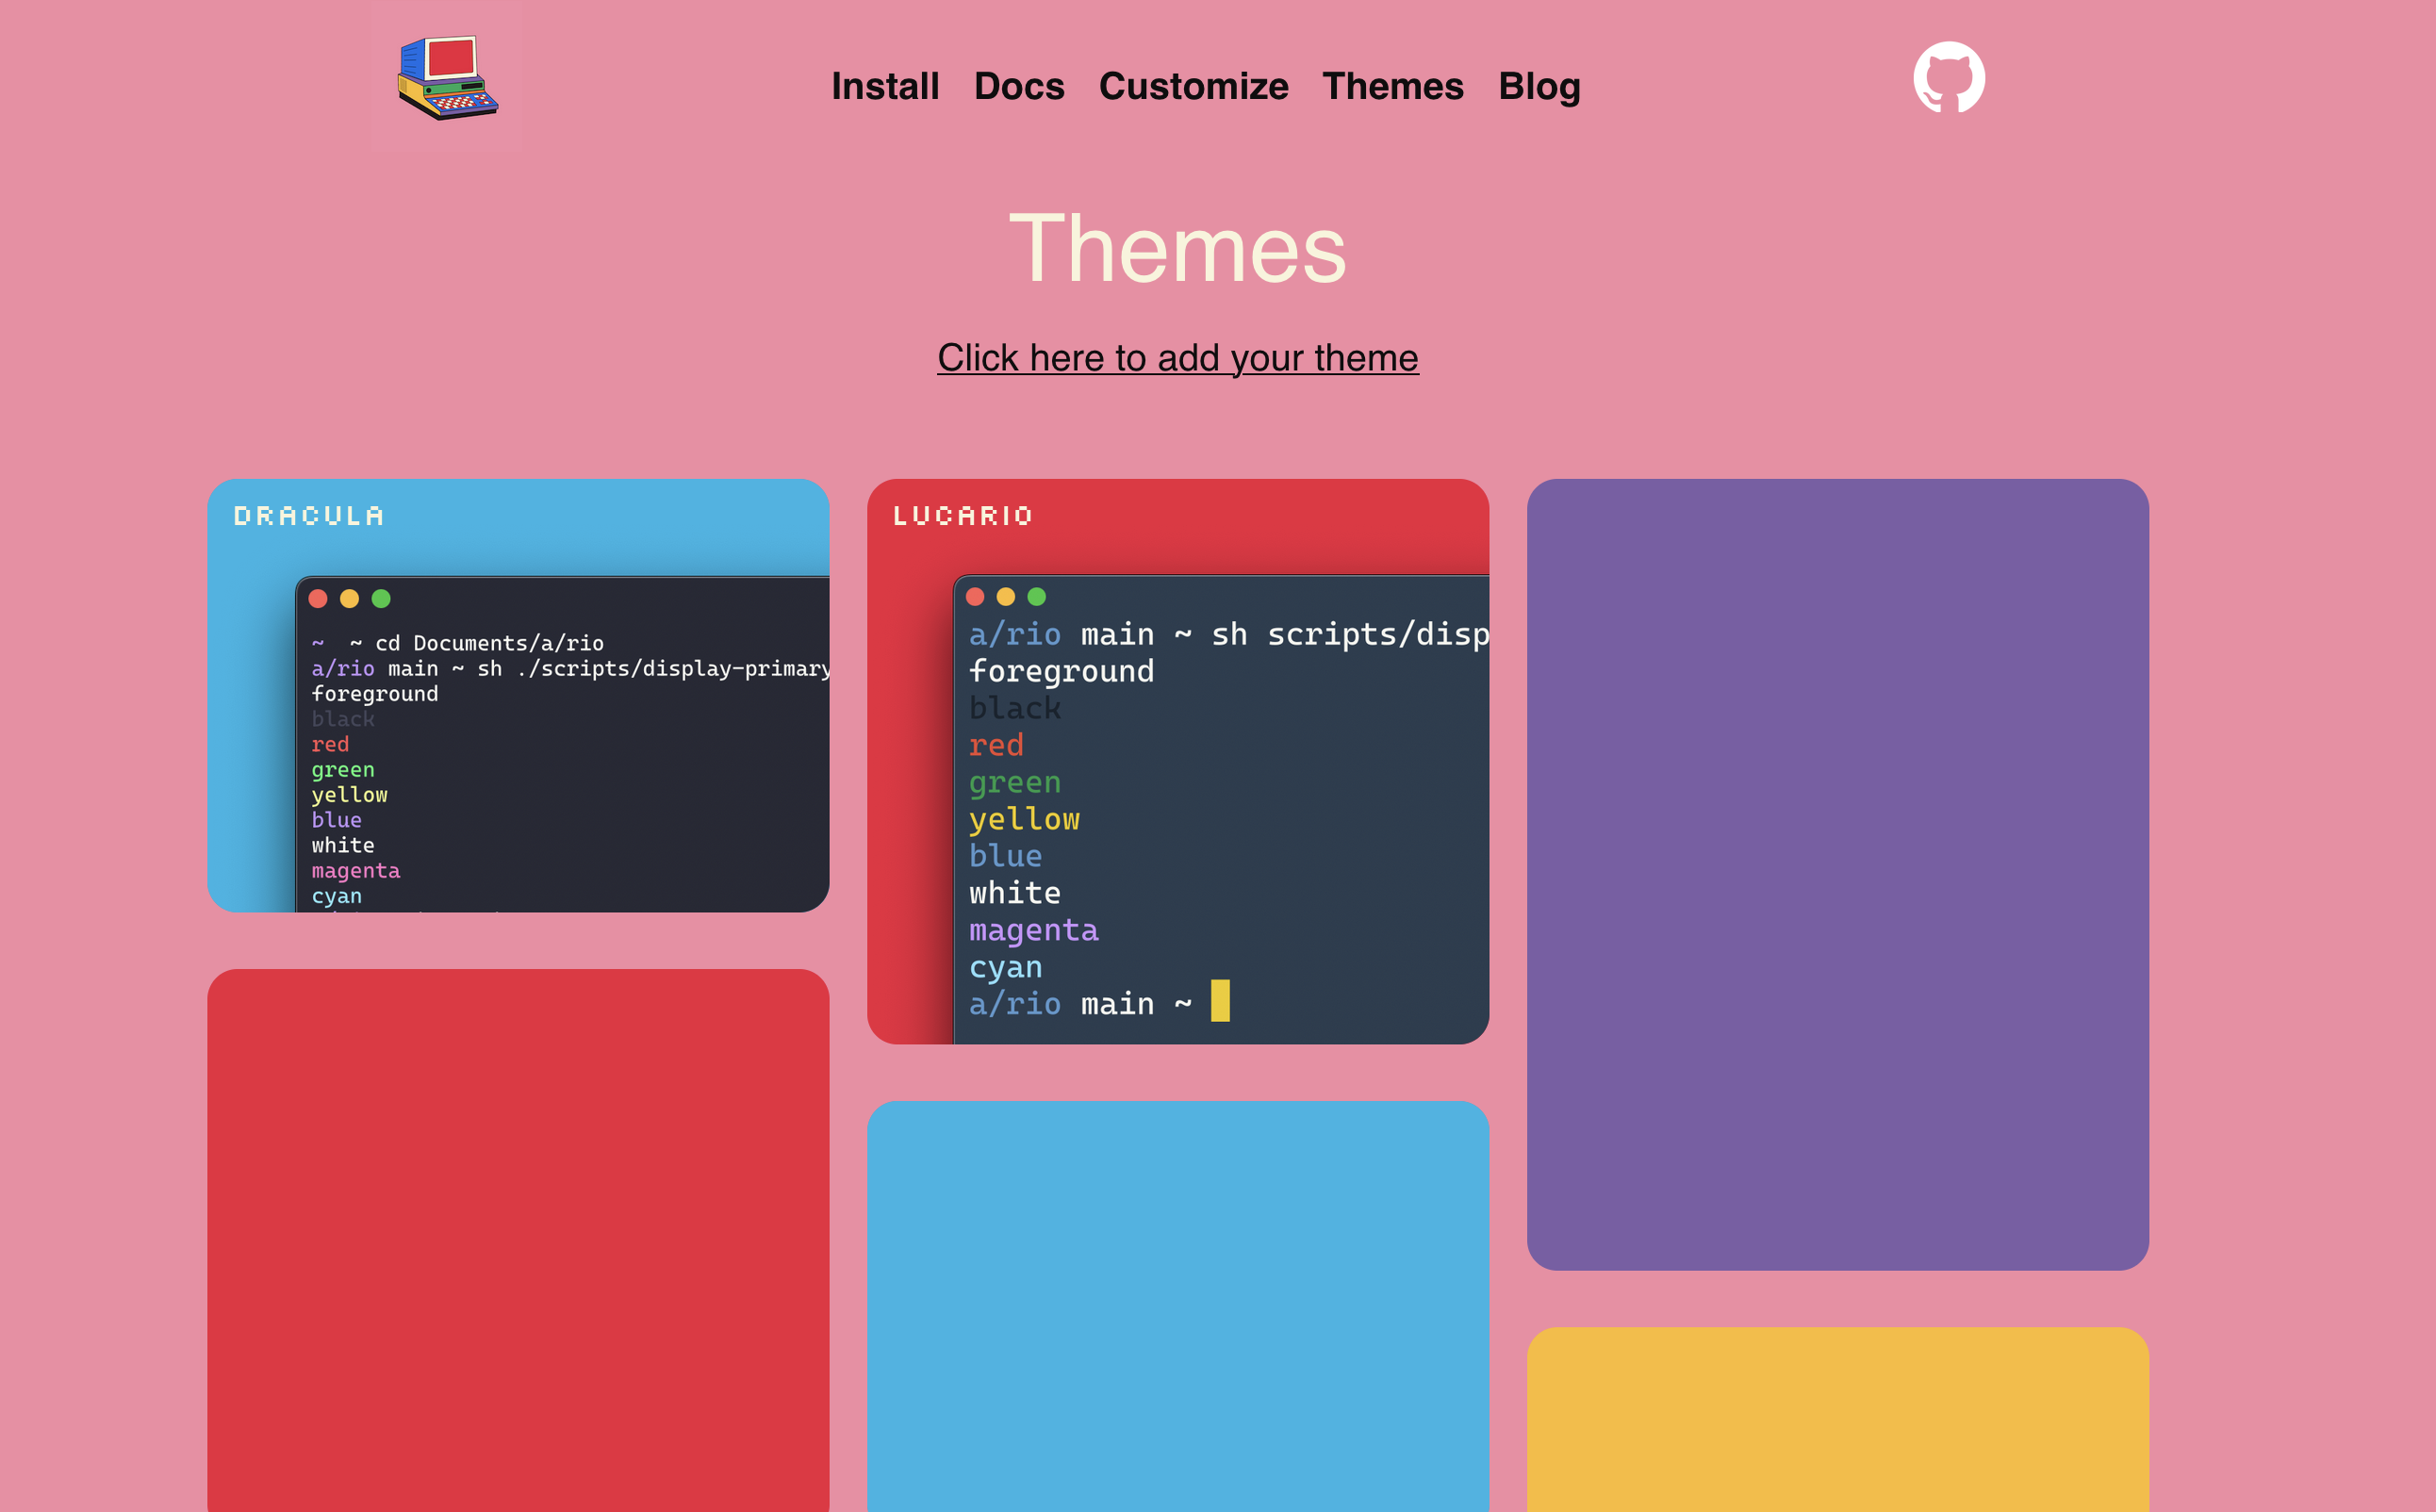 Install Docs Customize Themes Blog
Themes
Click here to add your theme
DRACULA
~  ~ cd Documents/a/rio
a/rio main ~ sh ./scripts/display-primary
foreground
black
red
green
yellow
blue
white
magenta
cyan
LUCARIO
a/rio main ~ sh scripts/disp
foreground
black
red
green
yellow
blue
white
magenta
cyan
a/rio main ~